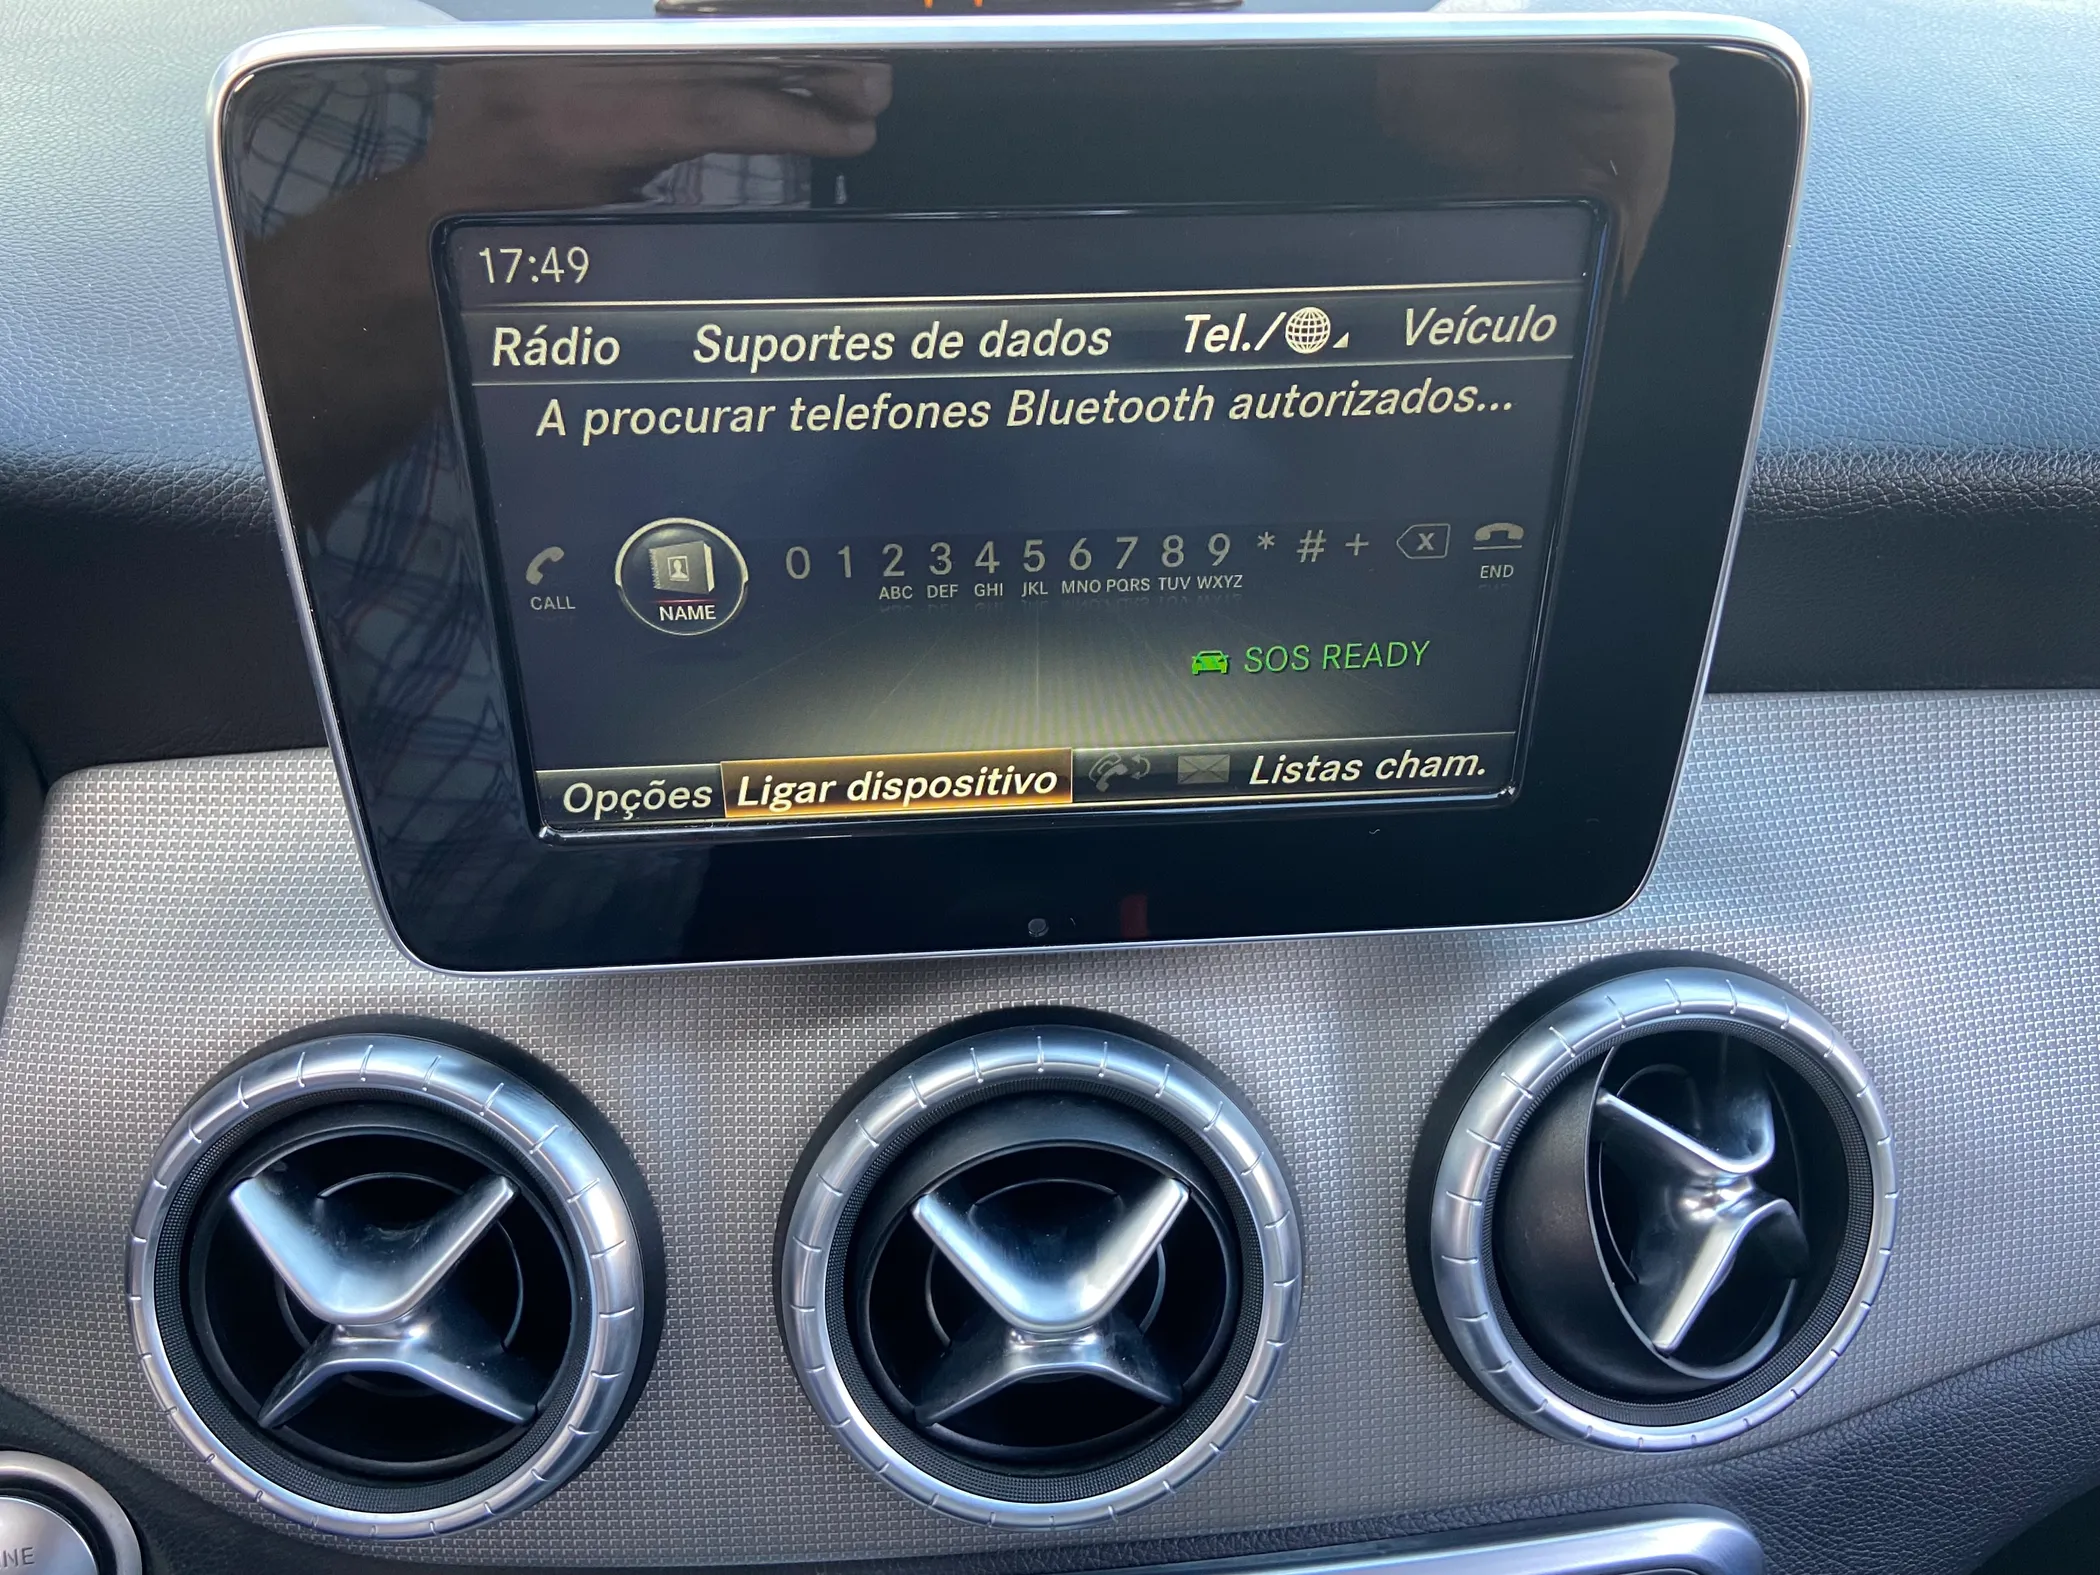 17:49
Rádio Suportes de dados Tel./ Veículo
A procurar telefones Bluetooth autorizados...
CALL NAME 0 1 2 3 4 5 6 7 8 9 * # + X END
ABC DEF GHI JKL MNO PQRS TUV WXYZ
SOS READY
Opções Ligar dispositivo Listas cham.